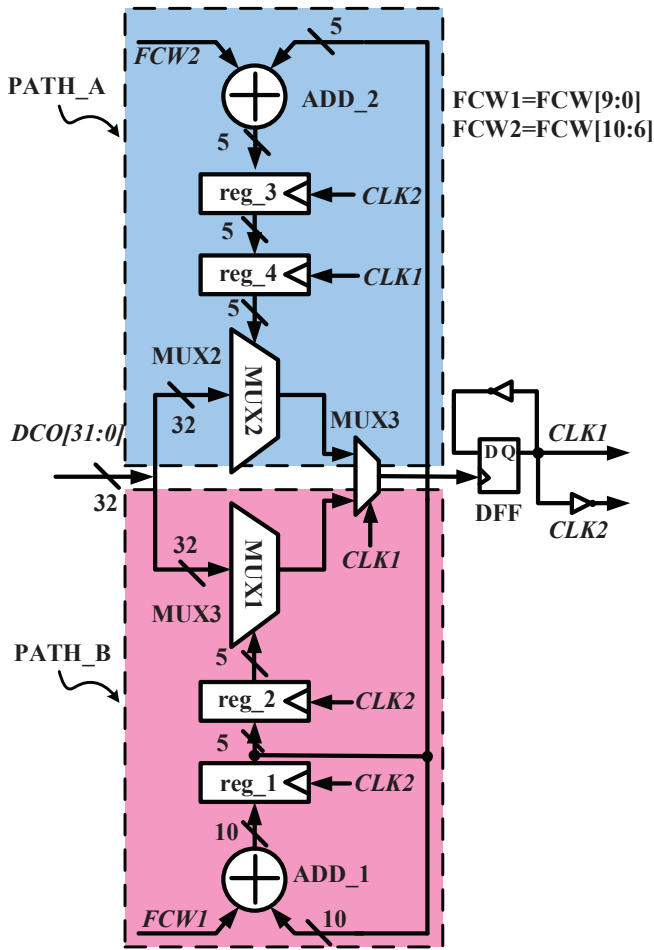 5
FCW2
PATH_A
ADD_2
FCW1=FCW[9:0]
FCW2=FCW[10:6]
5
reg_3
CLK2
5
reg_4
CLK1
5
MUX2
MUX2
32
MUX3
DCO[31:0]
32
D Q
CLK1
DFF
CLK2
32
MUX1
CLK1
MUX3
PATH_B
5
reg_2
CLK2
5
reg_1
CLK2
10
ADD_1
FCW1
10